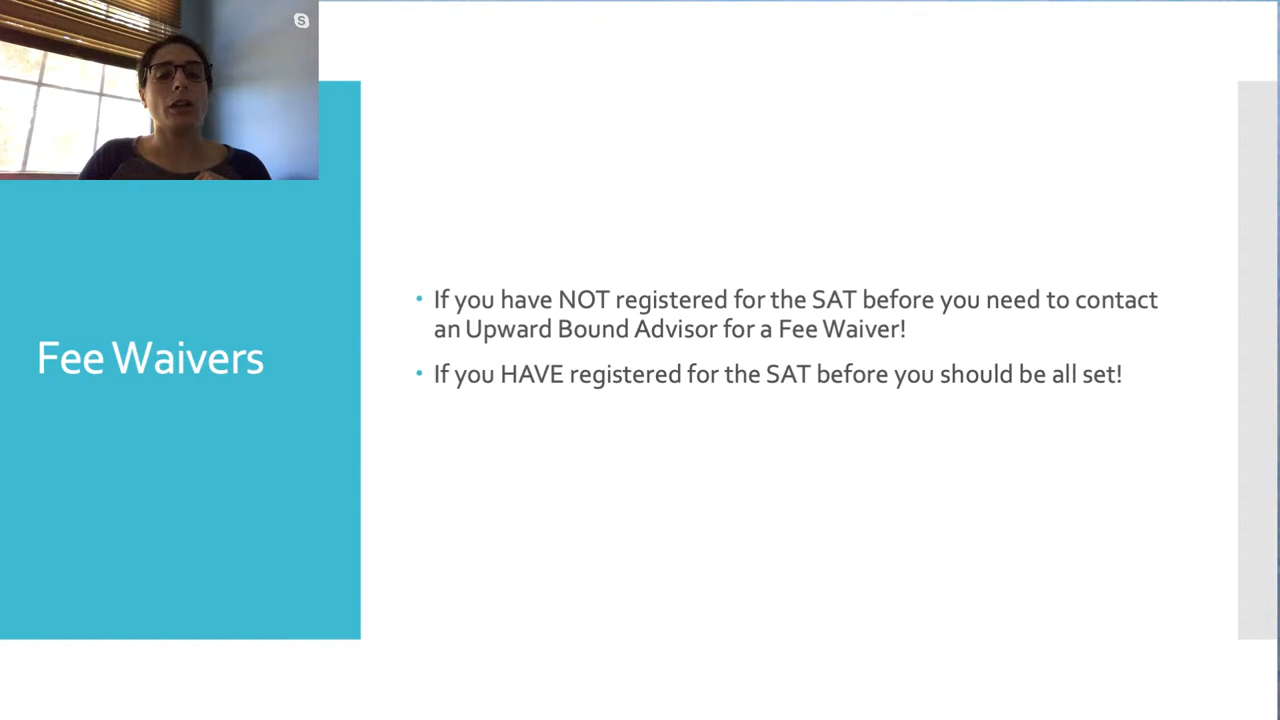 Fee Waivers
• If you have NOT registered for the SAT before you need to contact
an Upward Bound Advisor for a Fee Waiver!
• If you HAVE registered for the SAT before you should be all set!